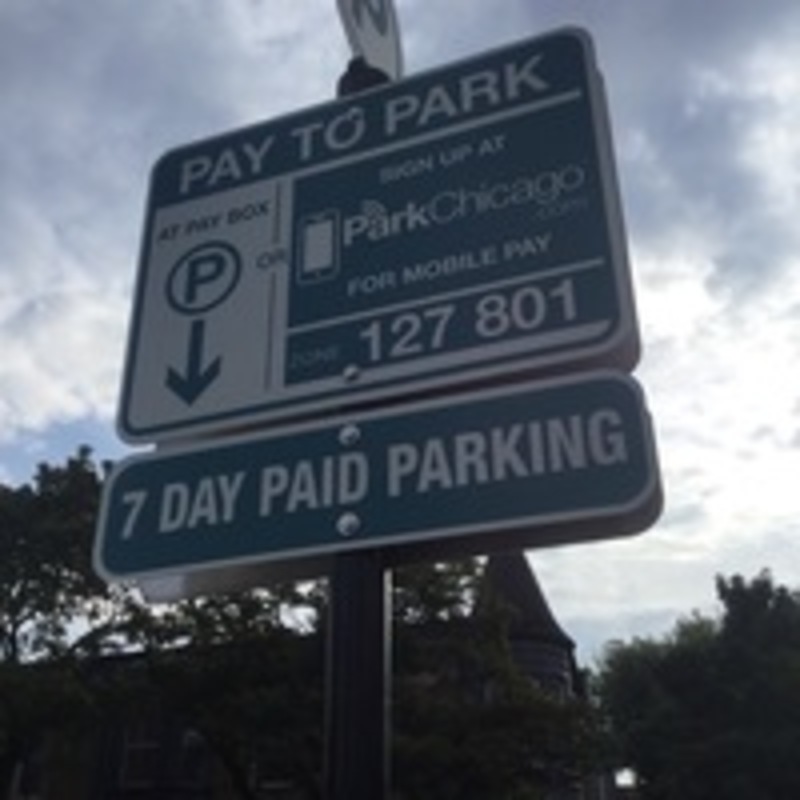 PAY TO PARK
AT PAY BOX
P
OR
SIGN UP AT
ParkChicago
.com
FOR MOBILE PAY
ZONE 127 801
7 DAY PAID PARKING